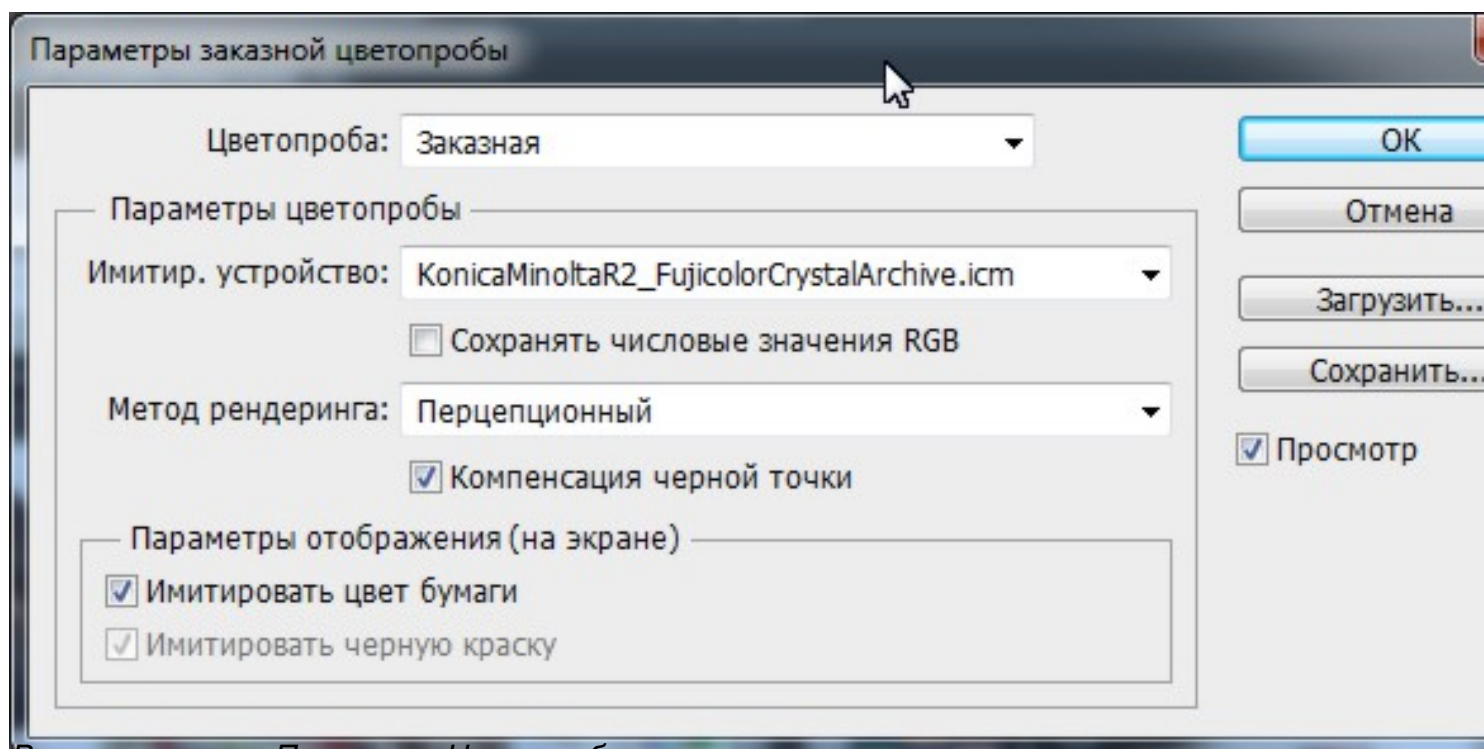 Параметры заказной цветопробы
Цветопроба: Заказная
OK
Параметры цветопробы
Отмена
Имитир. устройство: KonicaMinoltaR2_FujicolorCrystalArchive.icm
Загрузить...
Сохранять числовые значения RGB
Сохранить...
Метод рендеринга: Перцепционный
Просмотр
Компенсация черной точки
Параметры отображения (на экране)
Имитировать цвет бумаги
Имитировать черную краску